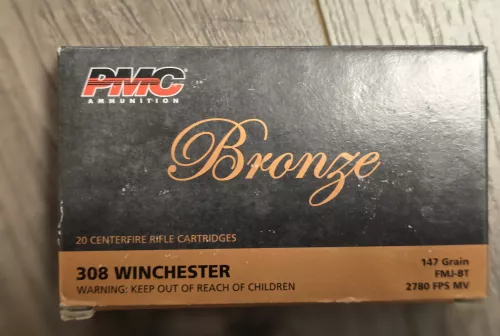 PMC
AMMUNITION
Bronze
20 CENTERFIRE RIFLE CARTRIDGES
308 WINCHESTER
WARNING: KEEP OUT OF REACH OF CHILDREN
147 Grain
FMJ-BT
2780 FPS MV